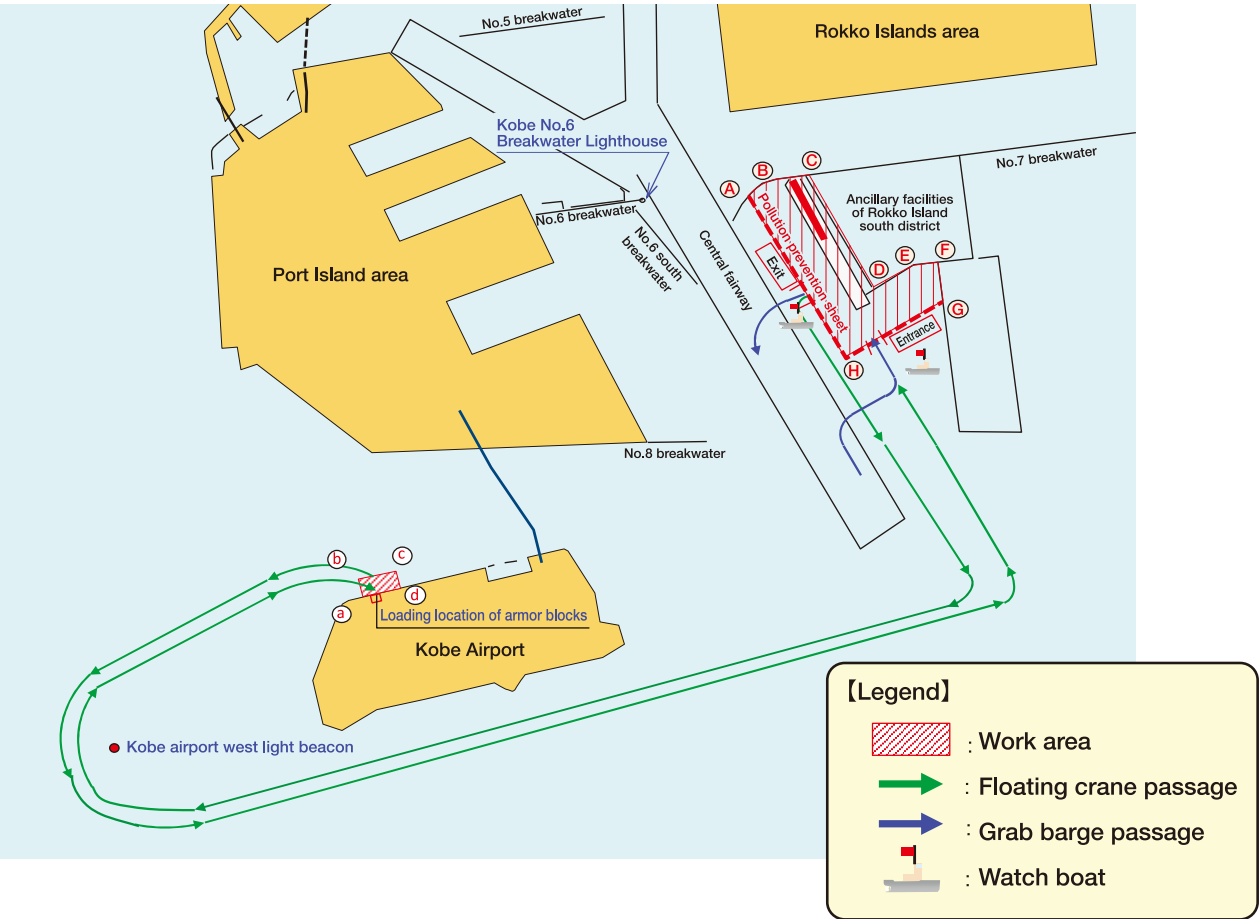 No.5 breakwater
Rokko Islands area
Kobe No.6
Breakwater Lighthouse
No.7 breakwater
A
B
C
Ancillary facilities
of Rokko Island
south district
No.6 breakwater
No.6 south
breakwater
Central fairway
Pollution prevention sheet
Exit
D
E
F
G
Entrance
H
Port Island area
No.8 breakwater
b
c
a
d
Loading location of armor blocks
Kobe Airport
Kobe airport west light beacon
【Legend】
: Work area
: Floating crane passage
: Grab barge passage
: Watch boat